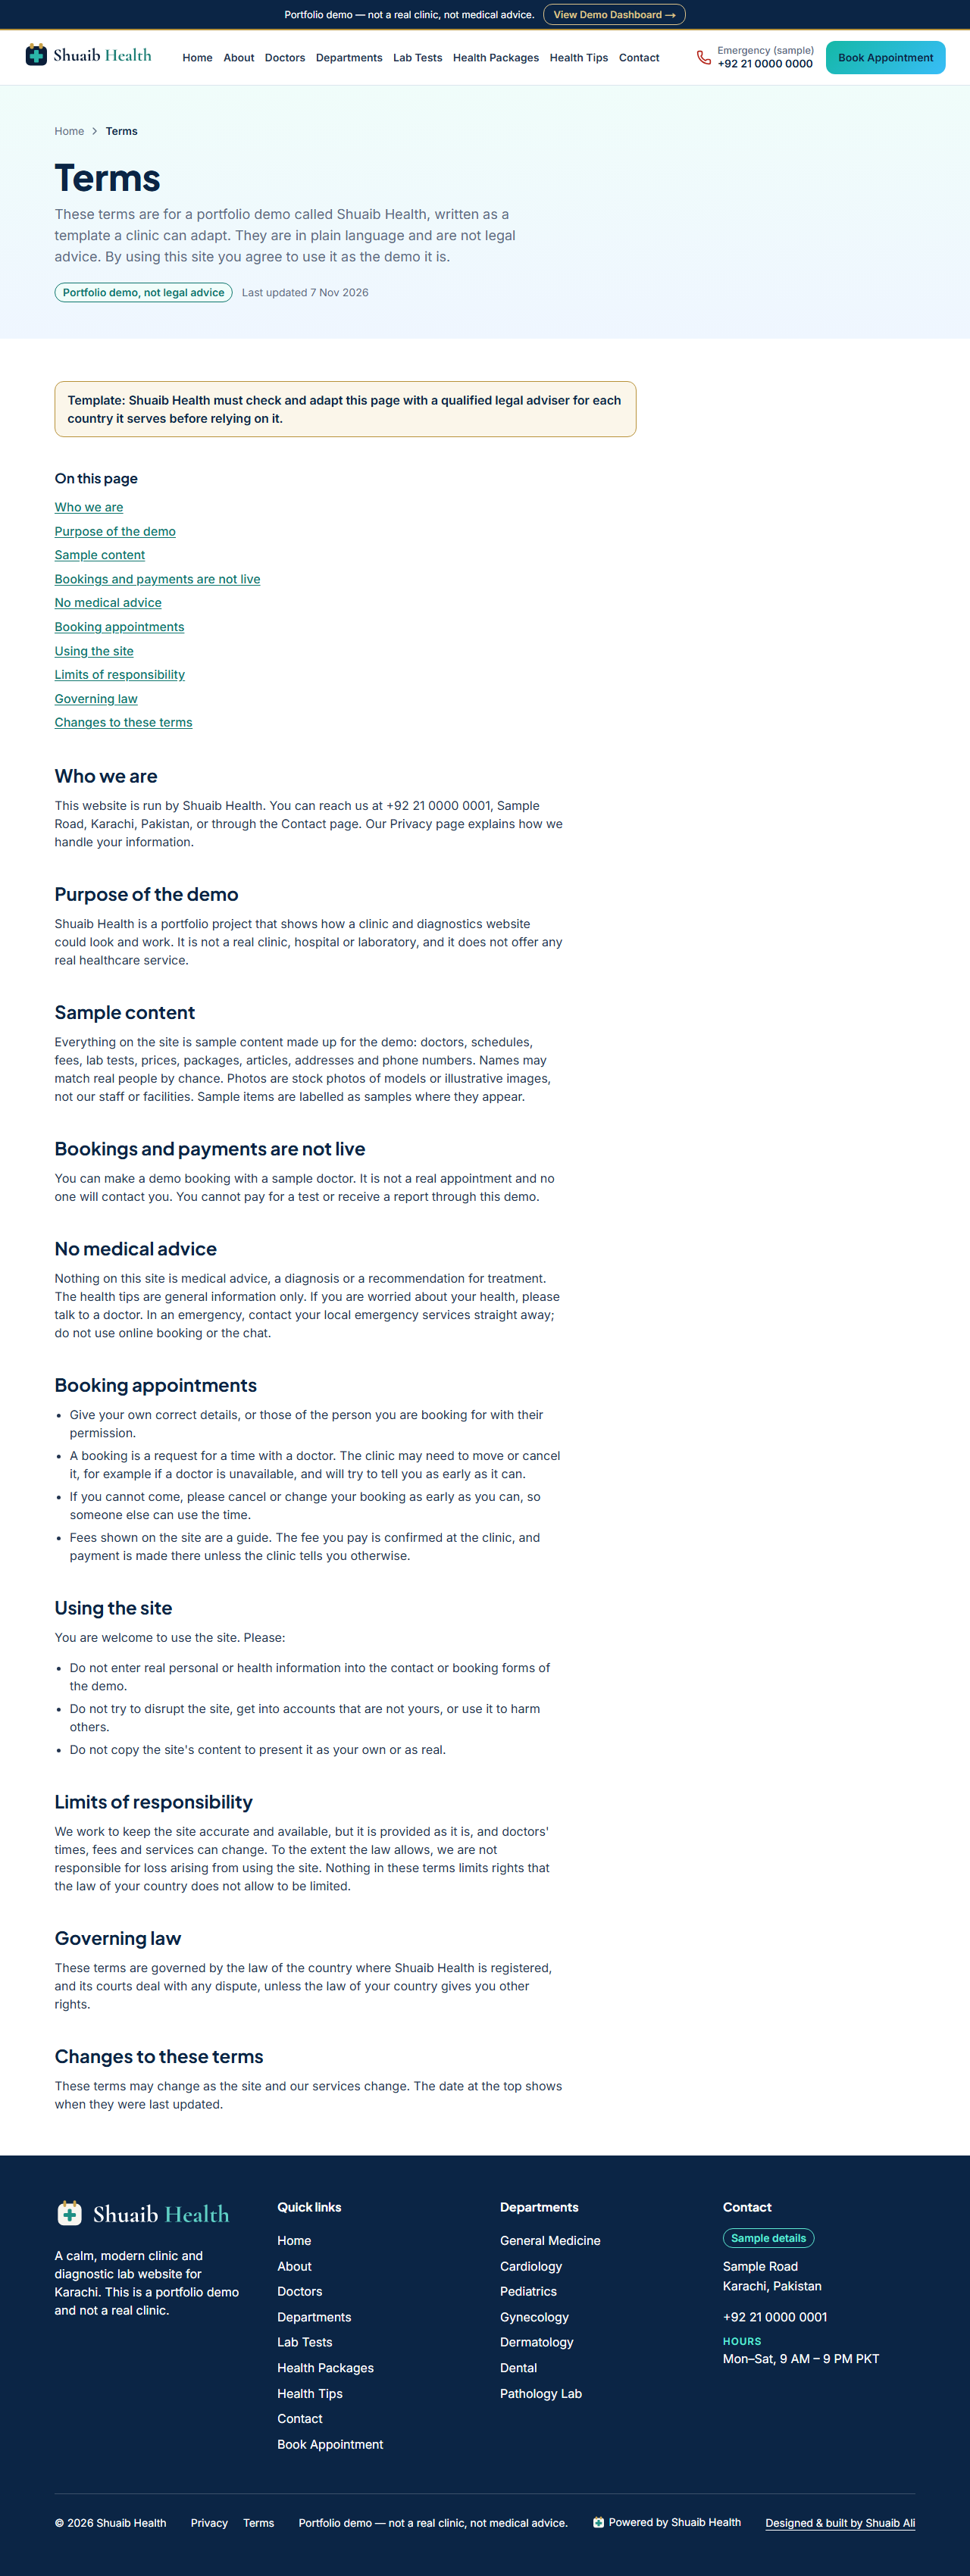 Portfolio demo — not a real clinic, not medical advice. View Demo Dashboard →
Shuaib Health
Home About Doctors Departments Lab Tests Health Packages Health Tips Contact
Emergency (sample)
+92 21 0000 0000
Book Appointment
Home > Terms
Terms
These terms are for a portfolio demo called Shuaib Health, written as a
template a clinic can adapt. They are in plain language and are not legal
advice. By using this site you agree to use it as the demo it is.
Portfolio demo, not legal advice Last updated 7 Nov 2026
Template: Shuaib Health must check and adapt this page with a qualified legal adviser for each
country it serves before relying on it.
On this page
Who we are
Purpose of the demo
Sample content
Bookings and payments are not live
No medical advice
Booking appointments
Using the site
Limits of responsibility
Governing law
Changes to these terms
Who we are
This website is run by Shuaib Health. You can reach us at +92 21 0000 0001, Sample
Road, Karachi, Pakistan, or through the Contact page. Our Privacy page explains how we
handle your information.
Purpose of the demo
Shuaib Health is a portfolio project that shows how a clinic and diagnostics website
could look and work. It is not a real clinic, hospital or laboratory, and it does not offer any
real healthcare service.
Sample content
Everything on the site is sample content made up for the demo: doctors, schedules,
fees, lab tests, prices, packages, articles, addresses and phone numbers. Names may
match real people by chance. Photos are stock photos of models or illustrative images,
not our staff or facilities. Sample items are labelled as samples where they appear.
Bookings and payments are not live
You can make a demo booking with a sample doctor. It is not a real appointment and no
one will contact you. You cannot pay for a test or receive a report through this demo.
No medical advice
Nothing on this site is medical advice, a diagnosis or a recommendation for treatment.
The health tips are general information only. If you are worried about your health, please
talk to a doctor. In an emergency, contact your local emergency services straight away;
do not use online booking or the chat.
Booking appointments
• Give your own correct details, or those of the person you are booking for with their
permission.
• A booking is a request for a time with a doctor. The clinic may need to move or cancel
it, for example if a doctor is unavailable, and will try to tell you as early as it can.
• If you cannot come, please cancel or change your booking as early as you can, so
someone else can use the time.
• Fees shown on the site are a guide. The fee you pay is confirmed at the clinic, and
payment is made there unless the clinic tells you otherwise.
Using the site
You are welcome to use the site. Please:
• Do not enter real personal or health information into the contact or booking forms of
the demo.
• Do not try to disrupt the site, get into accounts that are not yours, or use it to harm
others.
• Do not copy the site's content to present it as your own or as real.
Limits of responsibility
We work to keep the site accurate and available, but it is provided as it is, and doctors'
times, fees and services can change. To the extent the law allows, we are not
responsible for loss arising from using the site. Nothing in these terms limits rights that
the law of your country does not allow to be limited.
Governing law
These terms are governed by the law of the country where Shuaib Health is registered,
and its courts deal with any dispute, unless the law of your country gives you other
rights.
Changes to these terms
These terms may change as the site and our services change. The date at the top shows
when they were last updated.
Shuaib Health
A calm, modern clinic and
diagnostic lab website for
Karachi. This is a portfolio demo
and not a real clinic.
Quick links
Home
About
Doctors
Departments
Lab Tests
Health Packages
Health Tips
Contact
Book Appointment
Departments
General Medicine
Cardiology
Pediatrics
Gynecology
Dermatology
Dental
Pathology Lab
Contact
Sample details
Sample Road
Karachi, Pakistan
+92 21 0000 0001
HOURS
Mon–Sat, 9 AM – 9 PM PKT
© 2026 Shuaib Health Privacy Terms Portfolio demo — not a real clinic, not medical advice. Powered by Shuaib Health Designed & built by Shuaib Ali